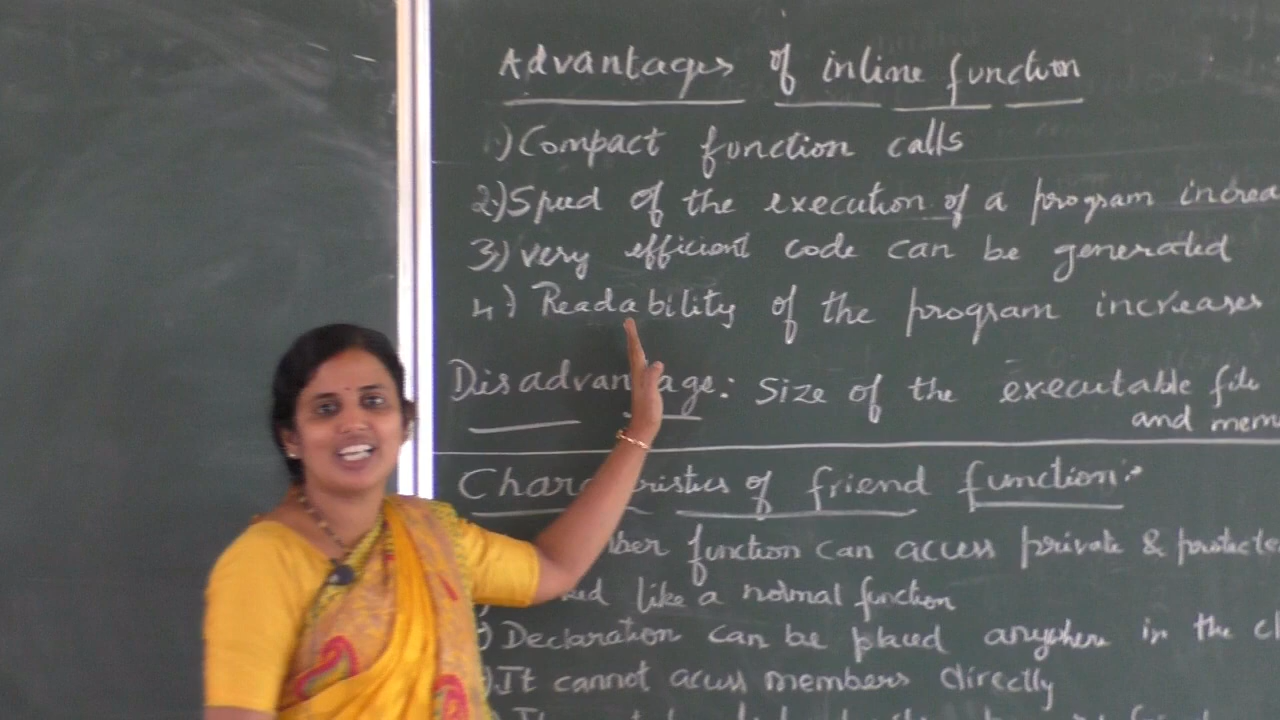 Advantages of inline function
1.) Compact function calls
2.) Speed of the execution of a program increa
3) very efficient code can be generated
4.) Readability of the program increases
Disadvantage: Size of the executable file
and mem
Characteristics of friend function:
ber function can access private & protecte
like a normal function
Declaration can be placed anywhere in the cl
It cannot access members directly